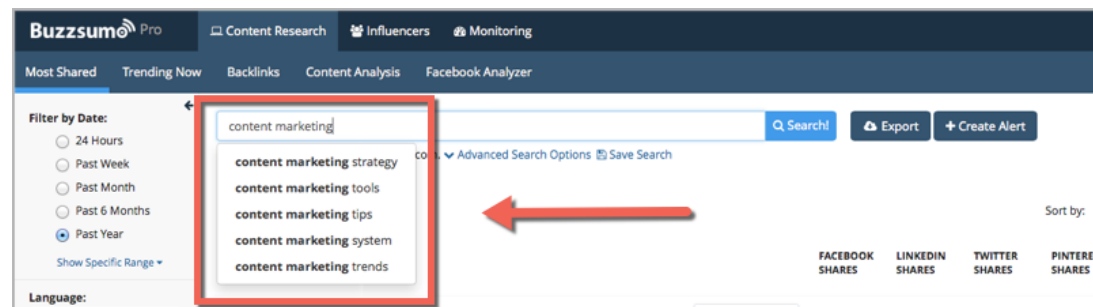 Buzzsumo Pro
Content Research
Influencers
Monitoring
Most Shared
Trending Now
Backlinks
Content Analysis
Facebook Analyzer
Filter by Date:
24 Hours
Past Week
Past Month
Past 6 Months
Past Year
Show Specific Range
Language:
content marketing
Search!
Export
+ Create Alert
content marketing strategy
content marketing tools
content marketing tips
content marketing system
content marketing trends
com.
Advanced Search Options
Save Search
Sort by:
FACEBOOK
SHARES
LINKEDIN
SHARES
TWITTER
SHARES
PINTERE
SHARES